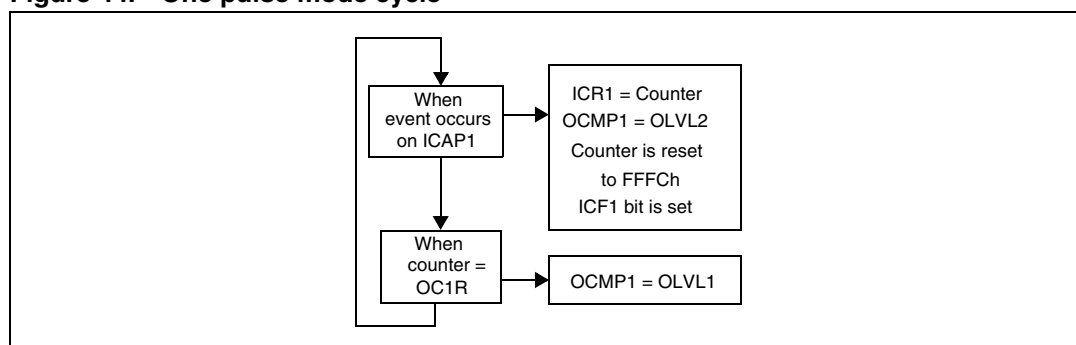 Figure
One pulse mode cycle
When
event occurs
on ICAP1
ICR1 = Counter
OCMP1 = OLVL2
Counter is reset
to FFFCh
ICF1 bit is set
When
counter =
OC1R
OCMP1 = OLVL1